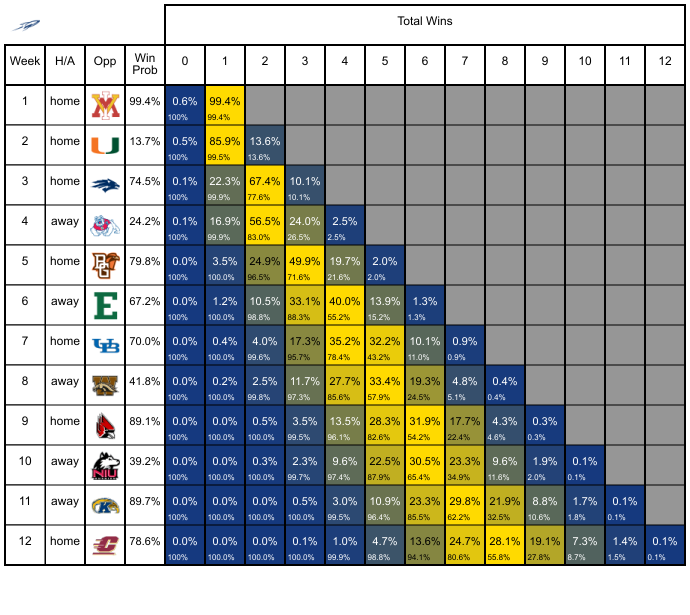 Total Wins
Week H/A Opp Win Prob 0 1 2 3 4 5 6 7 8 9 10 11 12
1 home 99.4% 0.6% 99.4%
100% 99.4%
2 home U 13.7% 0.5% 85.9% 13.6%
100% 99.5% 13.6%
3 home 74.5% 0.1% 22.3% 67.4% 10.1%
100% 99.9% 77.6% 10.1%
4 away 24.2% 0.1% 16.9% 56.5% 24.0% 2.5%
100% 99.9% 83.0% 26.5% 2.5%
5 home BG 79.8% 0.0% 3.5% 24.9% 49.9% 19.7% 2.0%
100% 100.0% 96.5% 71.6% 21.6% 2.0%
6 away E 67.2% 0.0% 1.2% 10.5% 33.1% 40.0% 13.9% 1.3%
100% 100.0% 98.8% 88.3% 55.2% 15.2% 1.3%
7 home UB 70.0% 0.0% 0.4% 4.0% 17.3% 35.2% 32.2% 10.1% 0.9%
100% 100.0% 99.6% 95.7% 78.4% 43.2% 11.0% 0.9%
8 away 41.8% 0.0% 0.2% 2.5% 11.7% 27.7% 33.4% 19.3% 4.8% 0.4%
100% 100.0% 99.8% 97.3% 85.6% 57.9% 24.5% 5.1% 0.4%
9 home 89.1% 0.0% 0.0% 0.5% 3.5% 13.5% 28.3% 31.9% 17.7% 4.3% 0.3%
100% 100.0% 100.0% 99.5% 96.1% 82.6% 54.2% 22.4% 4.6% 0.3%
10 away NIU 39.2% 0.0% 0.0% 0.3% 2.3% 9.6% 22.5% 30.5% 23.3% 9.6% 1.9% 0.1%
100% 100.0% 100.0% 99.7% 97.4% 87.9% 65.4% 34.9% 11.6% 2.0% 0.1%
11 away K 89.7% 0.0% 0.0% 0.0% 0.5% 3.0% 10.9% 23.3% 29.8% 21.9% 8.8% 1.7% 0.1%
100% 100.0% 100.0% 100.0% 99.5% 96.4% 85.5% 62.2% 32.5% 10.6% 1.8% 0.1%
12 home C 78.6% 0.0% 0.0% 0.0% 0.1% 1.0% 4.7% 13.6% 24.7% 28.1% 19.1% 7.3% 1.4% 0.1%
100% 100.0% 100.0% 100.0% 99.9% 98.8% 94.1% 80.6% 55.8% 27.8% 8.7% 1.5% 0.1%